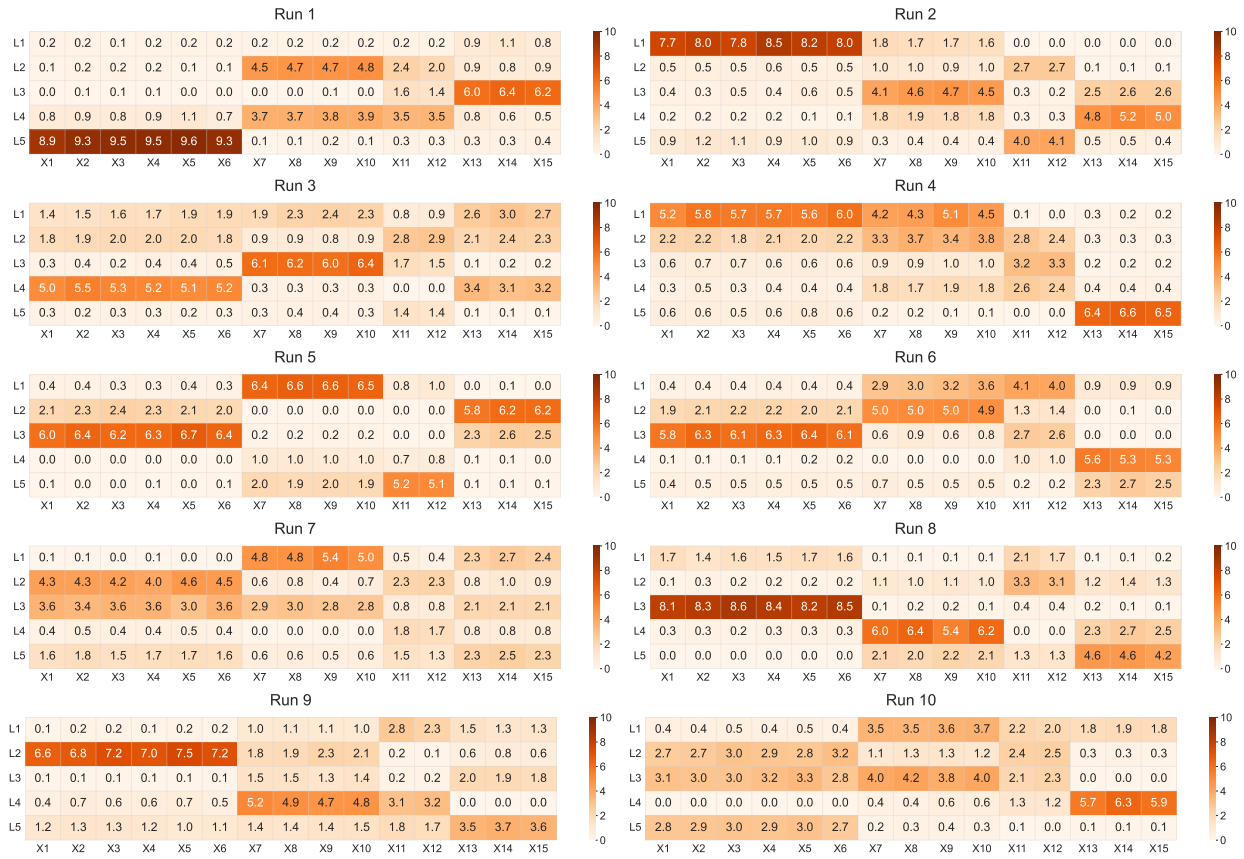 Run 1
L1 0.2 0.2 0.1 0.2 0.2 0.2 0.2 0.2 0.2 0.2 0.2 0.2 0.9 1.1 0.8
L2 0.1 0.2 0.2 0.2 0.1 0.1 4.5 4.7 4.7 4.8 2.4 2.0 0.9 0.8 0.9
L3 0.0 0.1 0.1 0.1 0.0 0.0 0.0 0.0 0.1 0.0 1.6 1.4 6.0 6.4 6.2
L4 0.8 0.9 0.8 0.9 1.1 0.7 3.7 3.7 3.8 3.9 3.5 3.5 0.8 0.6 0.5
L5 8.9 9.3 9.5 9.5 9.6 9.3 0.1 0.1 0.2 0.1 0.3 0.3 0.3 0.3 0.4
X1 X2 X3 X4 X5 X6 X7 X8 X9 X10 X11 X12 X13 X14 X15
10
8
6
4
2
0
Run 2
L1 7.7 8.0 7.8 8.5 8.2 8.0 1.8 1.7 1.7 1.6 0.0 0.0 0.0 0.0 0.0
L2 0.5 0.5 0.5 0.6 0.5 0.5 1.0 1.0 0.9 1.0 2.7 2.7 0.1 0.1 0.1
L3 0.4 0.3 0.5 0.4 0.6 0.5 4.1 4.6 4.7 4.5 0.3 0.2 2.5 2.6 2.6
L4 0.2 0.2 0.2 0.2 0.1 0.1 1.8 1.9 1.8 1.8 0.3 0.3 4.8 5.2 5.0
L5 0.9 1.2 1.1 0.9 1.0 0.9 0.3 0.4 0.4 0.4 4.0 4.1 0.5 0.5 0.4
X1 X2 X3 X4 X5 X6 X7 X8 X9 X10 X11 X12 X13 X14 X15
10
8
6
4
2
0
Run 3
L1 1.4 1.5 1.6 1.7 1.9 1.9 1.9 2.3 2.4 2.3 0.8 0.9 2.6 3.0 2.7
L2 1.8 1.9 2.0 2.0 2.0 1.8 0.9 0.9 0.8 0.9 2.8 2.9 2.1 2.4 2.3
L3 0.3 0.4 0.2 0.4 0.4 0.5 6.1 6.2 6.0 6.4 1.7 1.5 0.1 0.2 0.2
L4 5.0 5.5 5.3 5.2 5.1 5.2 0.3 0.3 0.3 0.3 0.0 0.0 3.4 3.1 3.2
L5 0.3 0.2 0.3 0.3 0.2 0.3 0.3 0.4 0.4 0.3 1.4 1.4 0.1 0.1 0.1
X1 X2 X3 X4 X5 X6 X7 X8 X9 X10 X11 X12 X13 X14 X15
10
8
6
4
2
0
Run 4
L1 5.2 5.8 5.7 5.7 5.6 6.0 4.2 4.3 5.1 4.5 0.1 0.0 0.3 0.2 0.2
L2 2.2 2.2 1.8 2.1 2.0 2.2 3.3 3.7 3.4 3.8 2.8 2.4 0.3 0.3 0.3
L3 0.6 0.7 0.7 0.6 0.6 0.6 0.9 0.9 1.0 1.0 3.2 3.3 0.2 0.2 0.2
L4 0.3 0.5 0.3 0.4 0.4 0.4 1.8 1.7 1.9 1.8 2.6 2.4 0.4 0.4 0.4
L5 0.6 0.6 0.5 0.6 0.8 0.6 0.2 0.2 0.1 0.1 0.0 0.0 6.4 6.6 6.5
X1 X2 X3 X4 X5 X6 X7 X8 X9 X10 X11 X12 X13 X14 X15
10
8
6
4
2
0
Run 5
L1 0.4 0.4 0.3 0.3 0.4 0.3 6.4 6.6 6.6 6.5 0.8 1.0 0.0 0.1 0.0
L2 2.1 2.3 2.4 2.3 2.1 2.0 0.0 0.0 0.0 0.0 0.0 0.0 5.8 6.2 6.2
L3 6.0 6.4 6.2 6.3 6.7 6.4 0.2 0.2 0.2 0.2 0.0 0.0 2.3 2.6 2.5
L4 0.0 0.0 0.0 0.0 0.0 0.0 1.0 1.0 1.0 1.0 0.7 0.8 0.1 0.1 0.0
L5 0.1 0.0 0.0 0.1 0.0 0.1 2.0 1.9 2.0 1.9 5.2 5.1 0.1 0.1 0.1
X1 X2 X3 X4 X5 X6 X7 X8 X9 X10 X11 X12 X13 X14 X15
10
8
6
4
2
0
Run 6
L1 0.4 0.4 0.4 0.4 0.4 0.4 2.9 3.0 3.2 3.6 4.1 4.0 0.9 0.9 0.9
L2 1.9 2.1 2.2 2.2 2.0 2.1 5.0 5.0 5.0 4.9 1.3 1.4 0.0 0.1 0.0
L3 5.8 6.3 6.1 6.3 6.4 6.1 0.6 0.9 0.6 0.8 2.7 2.6 0.0 0.0 0.0
L4 0.1 0.1 0.1 0.1 0.2 0.2 0.0 0.0 0.0 0.0 1.0 1.0 5.6 5.3 5.3
L5 0.4 0.5 0.5 0.5 0.5 0.5 0.7 0.5 0.5 0.5 0.2 0.2 2.3 2.7 2.5
X1 X2 X3 X4 X5 X6 X7 X8 X9 X10 X11 X12 X13 X14 X15
10
8
6
4
2
0
Run 7
L1 0.1 0.1 0.0 0.1 0.0 0.0 4.8 4.8 5.4 5.0 0.5 0.4 2.3 2.7 2.4
L2 4.3 4.3 4.2 4.0 4.6 4.5 0.6 0.8 0.4 0.7 2.3 2.3 0.8 1.0 0.9
L3 3.6 3.4 3.6 3.6 3.0 3.6 2.9 3.0 2.8 2.8 0.8 0.8 2.1 2.1 2.1
L4 0.4 0.5 0.4 0.4 0.5 0.4 0.0 0.0 0.0 0.0 1.8 1.7 0.8 0.8 0.8
L5 1.6 1.8 1.5 1.7 1.7 1.6 0.6 0.6 0.5 0.6 1.5 1.3 2.3 2.5 2.3
X1 X2 X3 X4 X5 X6 X7 X8 X9 X10 X11 X12 X13 X14 X15
10
8
6
4
2
0
Run 8
L1 1.7 1.4 1.6 1.5 1.7 1.6 0.1 0.1 0.1 0.1 2.1 1.7 0.1 0.1 0.2
L2 0.1 0.3 0.2 0.2 0.2 0.2 1.1 1.0 1.1 1.0 3.3 3.1 1.2 1.4 1.3
L3 8.1 8.3 8.6 8.4 8.2 8.5 0.1 0.2 0.2 0.1 0.4 0.4 0.2 0.1 0.1
L4 0.3 0.3 0.2 0.3 0.3 0.3 6.0 6.4 5.4 6.2 0.0 0.0 2.3 2.7 2.5
L5 0.0 0.0 0.0 0.0 0.0 0.0 2.1 2.0 2.2 2.1 1.3 1.3 4.6 4.6 4.2
X1 X2 X3 X4 X5 X6 X7 X8 X9 X10 X11 X12 X13 X14 X15
10
8
6
4
2
0
Run 9
L1 0.1 0.2 0.2 0.1 0.2 0.2 1.0 1.1 1.1 1.0 2.8 2.3 1.5 1.3 1.3
L2 6.6 6.8 7.2 7.0 7.5 7.2 1.8 1.9 2.3 2.1 0.2 0.1 0.6 0.8 0.6
L3 0.1 0.1 0.1 0.1 0.1 0.1 1.5 1.5 1.3 1.4 0.2 0.2 2.0 1.9 1.8
L4 0.4 0.7 0.6 0.6 0.7 0.5 5.2 4.9 4.7 4.8 3.1 3.2 0.0 0.0 0.0
L5 1.2 1.3 1.3 1.2 1.0 1.1 1.4 1.4 1.4 1.5 1.8 1.7 3.5 3.7 3.6
X1 X2 X3 X4 X5 X6 X7 X8 X9 X10 X11 X12 X13 X14 X15
10
8
6
4
2
0
Run 10
L1 0.4 0.4 0.5 0.4 0.5 0.4 3.5 3.5 3.6 3.7 2.2 2.0 1.8 1.9 1.8
L2 2.7 2.7 3.0 2.9 2.8 3.2 1.1 1.3 1.3 1.2 2.4 2.5 0.3 0.3 0.3
L3 3.1 3.0 3.0 3.2 3.3 2.8 4.0 4.2 3.8 4.0 2.1 2.3 0.0 0.0 0.0
L4 0.0 0.0 0.0 0.0 0.0 0.0 0.4 0.4 0.6 0.6 1.3 1.2 5.7 6.3 5.9
L5 2.8 2.9 3.0 2.9 3.0 2.7 0.2 0.3 0.4 0.3 0.1 0.0 0.1 0.1 0.1
X1 X2 X3 X4 X5 X6 X7 X8 X9 X10 X11 X12 X13 X14 X15
10
8
6
4
2
0